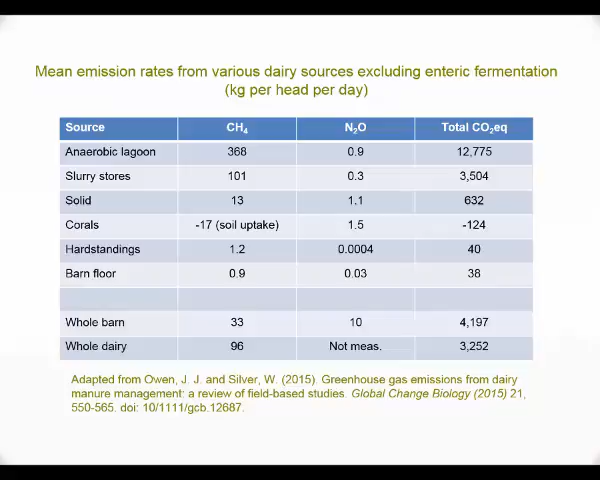 Mean emission rates from various dairy sources excluding enteric fermentation
(kg per head per day)
Source CH₄ N₂O Total CO₂eq
Anaerobic lagoon 368 0.9 12,775
Slurry stores 101 0.3 3,504
Solid 13 1.1 632
Corals -17 (soil uptake) 1.5 -124
Hardstandings 1.2 0.0004 40
Barn floor 0.9 0.03 38
Whole barn 33 10 4,197
Whole dairy 96 Not meas. 3,252
Adapted from Owen, J. J. and Silver, W. (2015). Greenhouse gas emissions from dairy
manure management: a review of field-based studies. Global Change Biology (2015) 21,
550-565. doi: 10/1111/gcb.12687.